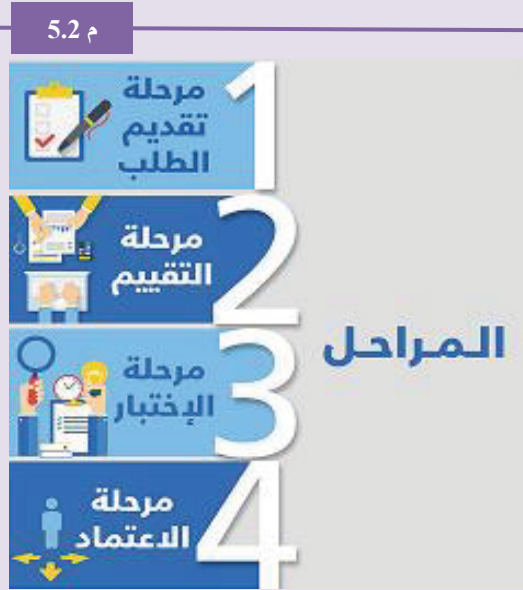 م 5.2
المراحل
1
مرحلة
تقديم
الطلب
2
مرحلة
التقييم
3
مرحلة
الإختبار
4
مرحلة
الاعتماد